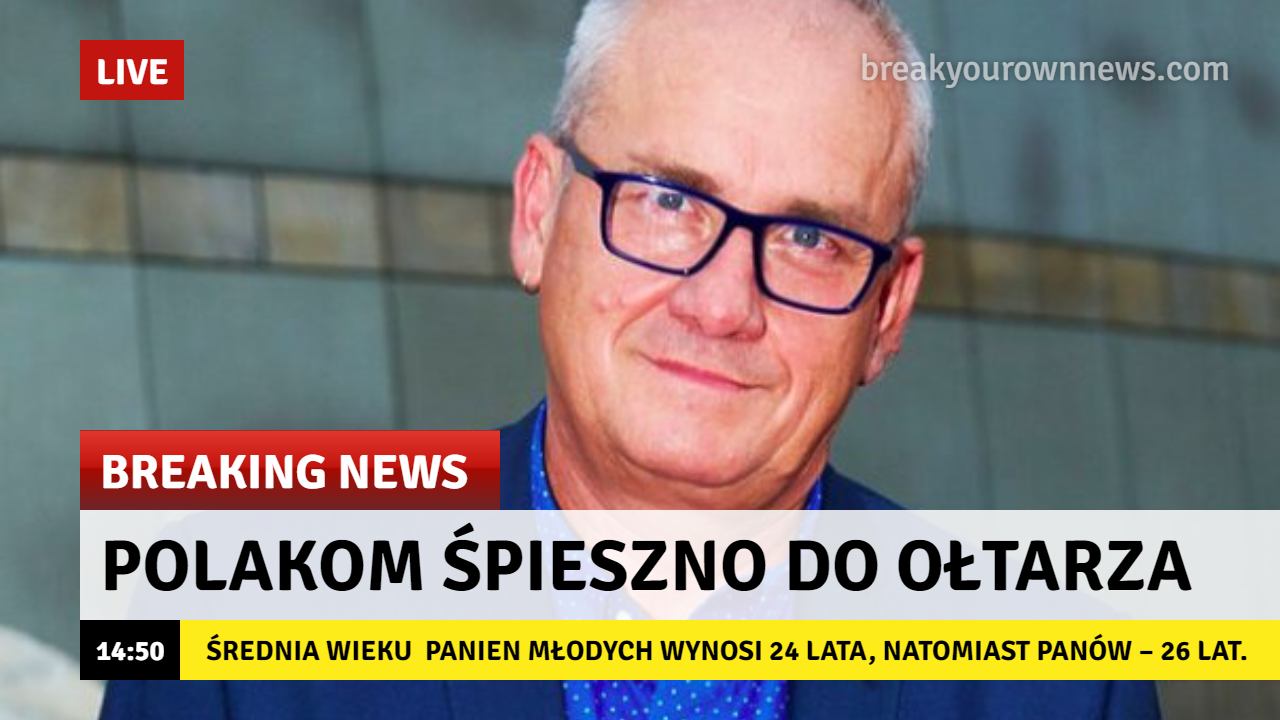 LIVE
breakyourownnews.com
BREAKING NEWS
POLAKOM ŚPIESZNO DO OŁTARZA
14:50
ŚREDNIA WIEKU  PANIEN MŁODYCH WYNOSI 24 LATA, NATOMIAST PANÓW – 26 LAT.